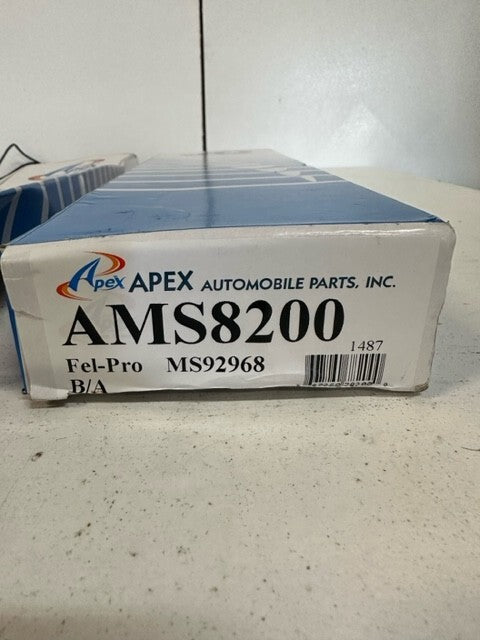 Apex APEX AUTOMOBILE PARTS, INC.
AMS8200
1487
Fel-Pro MS92968
B/A